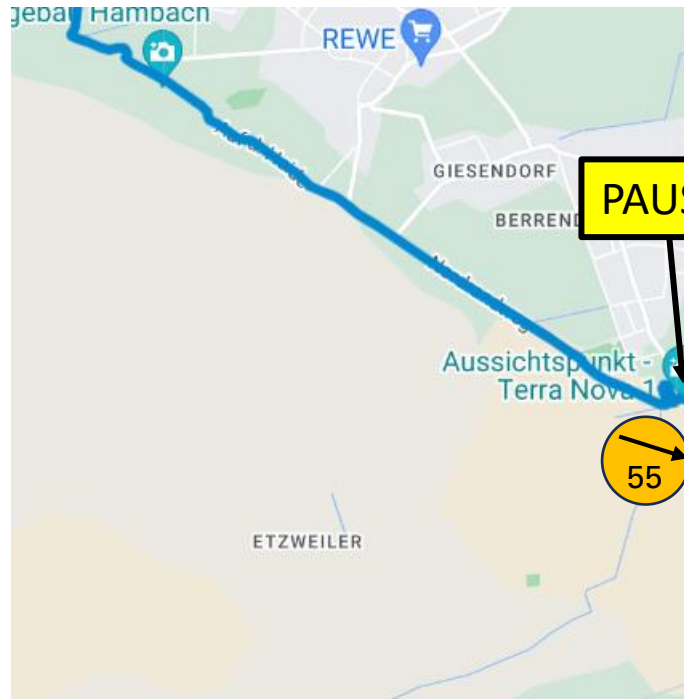 gebau Hambach
REWE
GIESENDORF
PAUS
BERREND
Aussichtspunkt -
Terra Nova 1
55
ETZWEILER